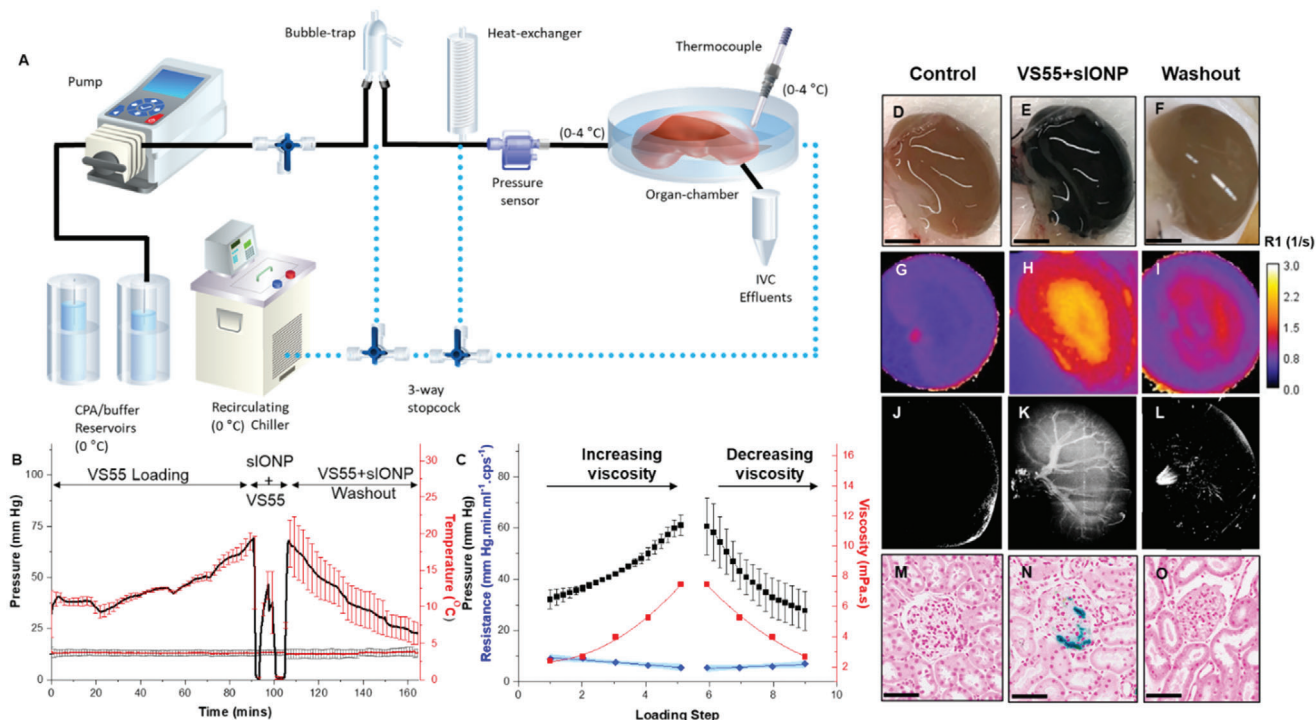 A
Pump
Bubble-trap
Heat-exchanger
Thermocouple
(0-4 °C)
(0-4 °C)
Pressure
sensor
Organ-chamber
IVC
Effluents
CPA/buffer
Reservoirs
(0 °C)
Recirculating
(0 °C) Chiller
3-way
stopcock
Control
VS55+sIONP
Washout
D
E
F
R1 (1/s)
G
H
I
3.0
2.4
1.8
1.3
0.8
0
J
K
L
M
N
O
B
VS55 Loading
sIONP
+
VS55
VS55+sIONP
Washout
Pressure (mm Hg)
100
75
50
25
0
Temperature (°C)
30
25
20
15
10
5
0
0 20 40 60 80 100 120 140 160
Time (mins)
C
Increasing
viscosity
Decreasing
viscosity
Pressure (mm Hg)
Resistance (mm Hg.min.ml⁻¹.cps⁻¹)
80
60
40
20
0
Viscosity (mPa.s)
16
14
12
10
8
6
4
2
0 2 4 6 8 10
Loading Step